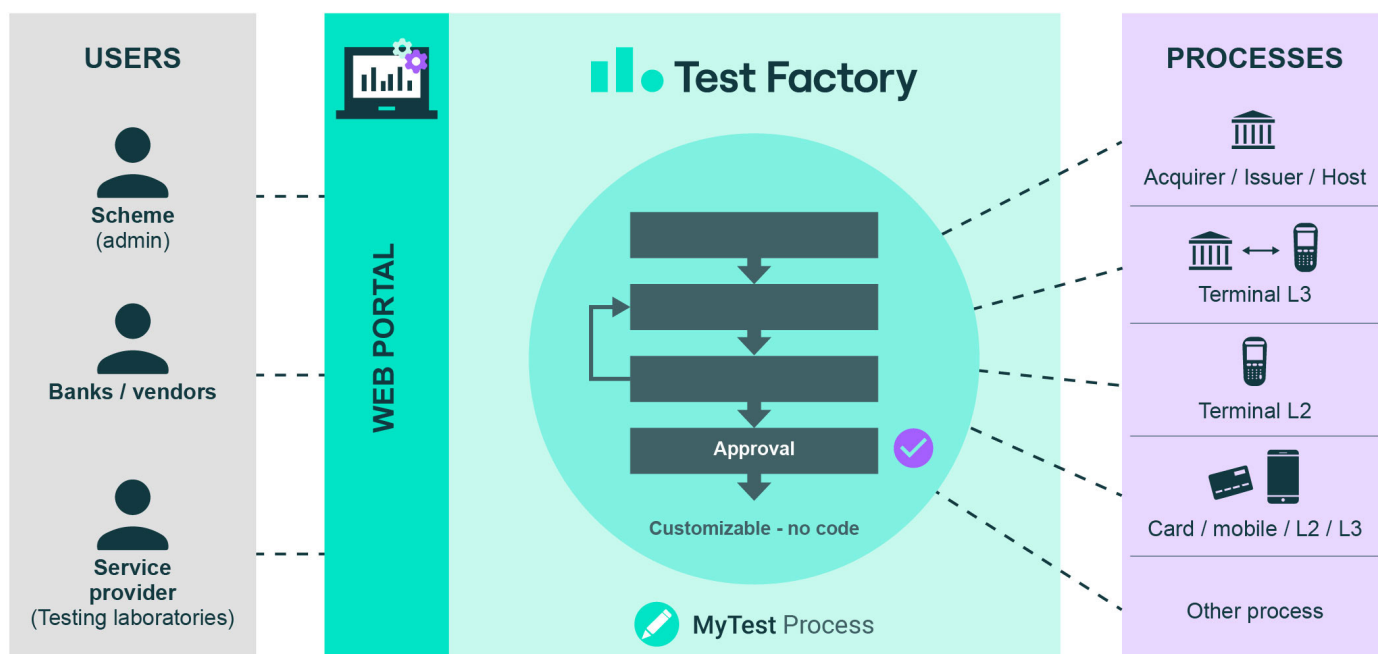 USERS
Scheme
(admin)
Banks / vendors
Service
provider
(Testing laboratories)
WEB PORTAL
Test Factory
Approval
Customizable - no code
MyTest Process
PROCESSES
Acquirer / Issuer / Host
Terminal L3
Terminal L2
Card / mobile / L2 / L3
Other process